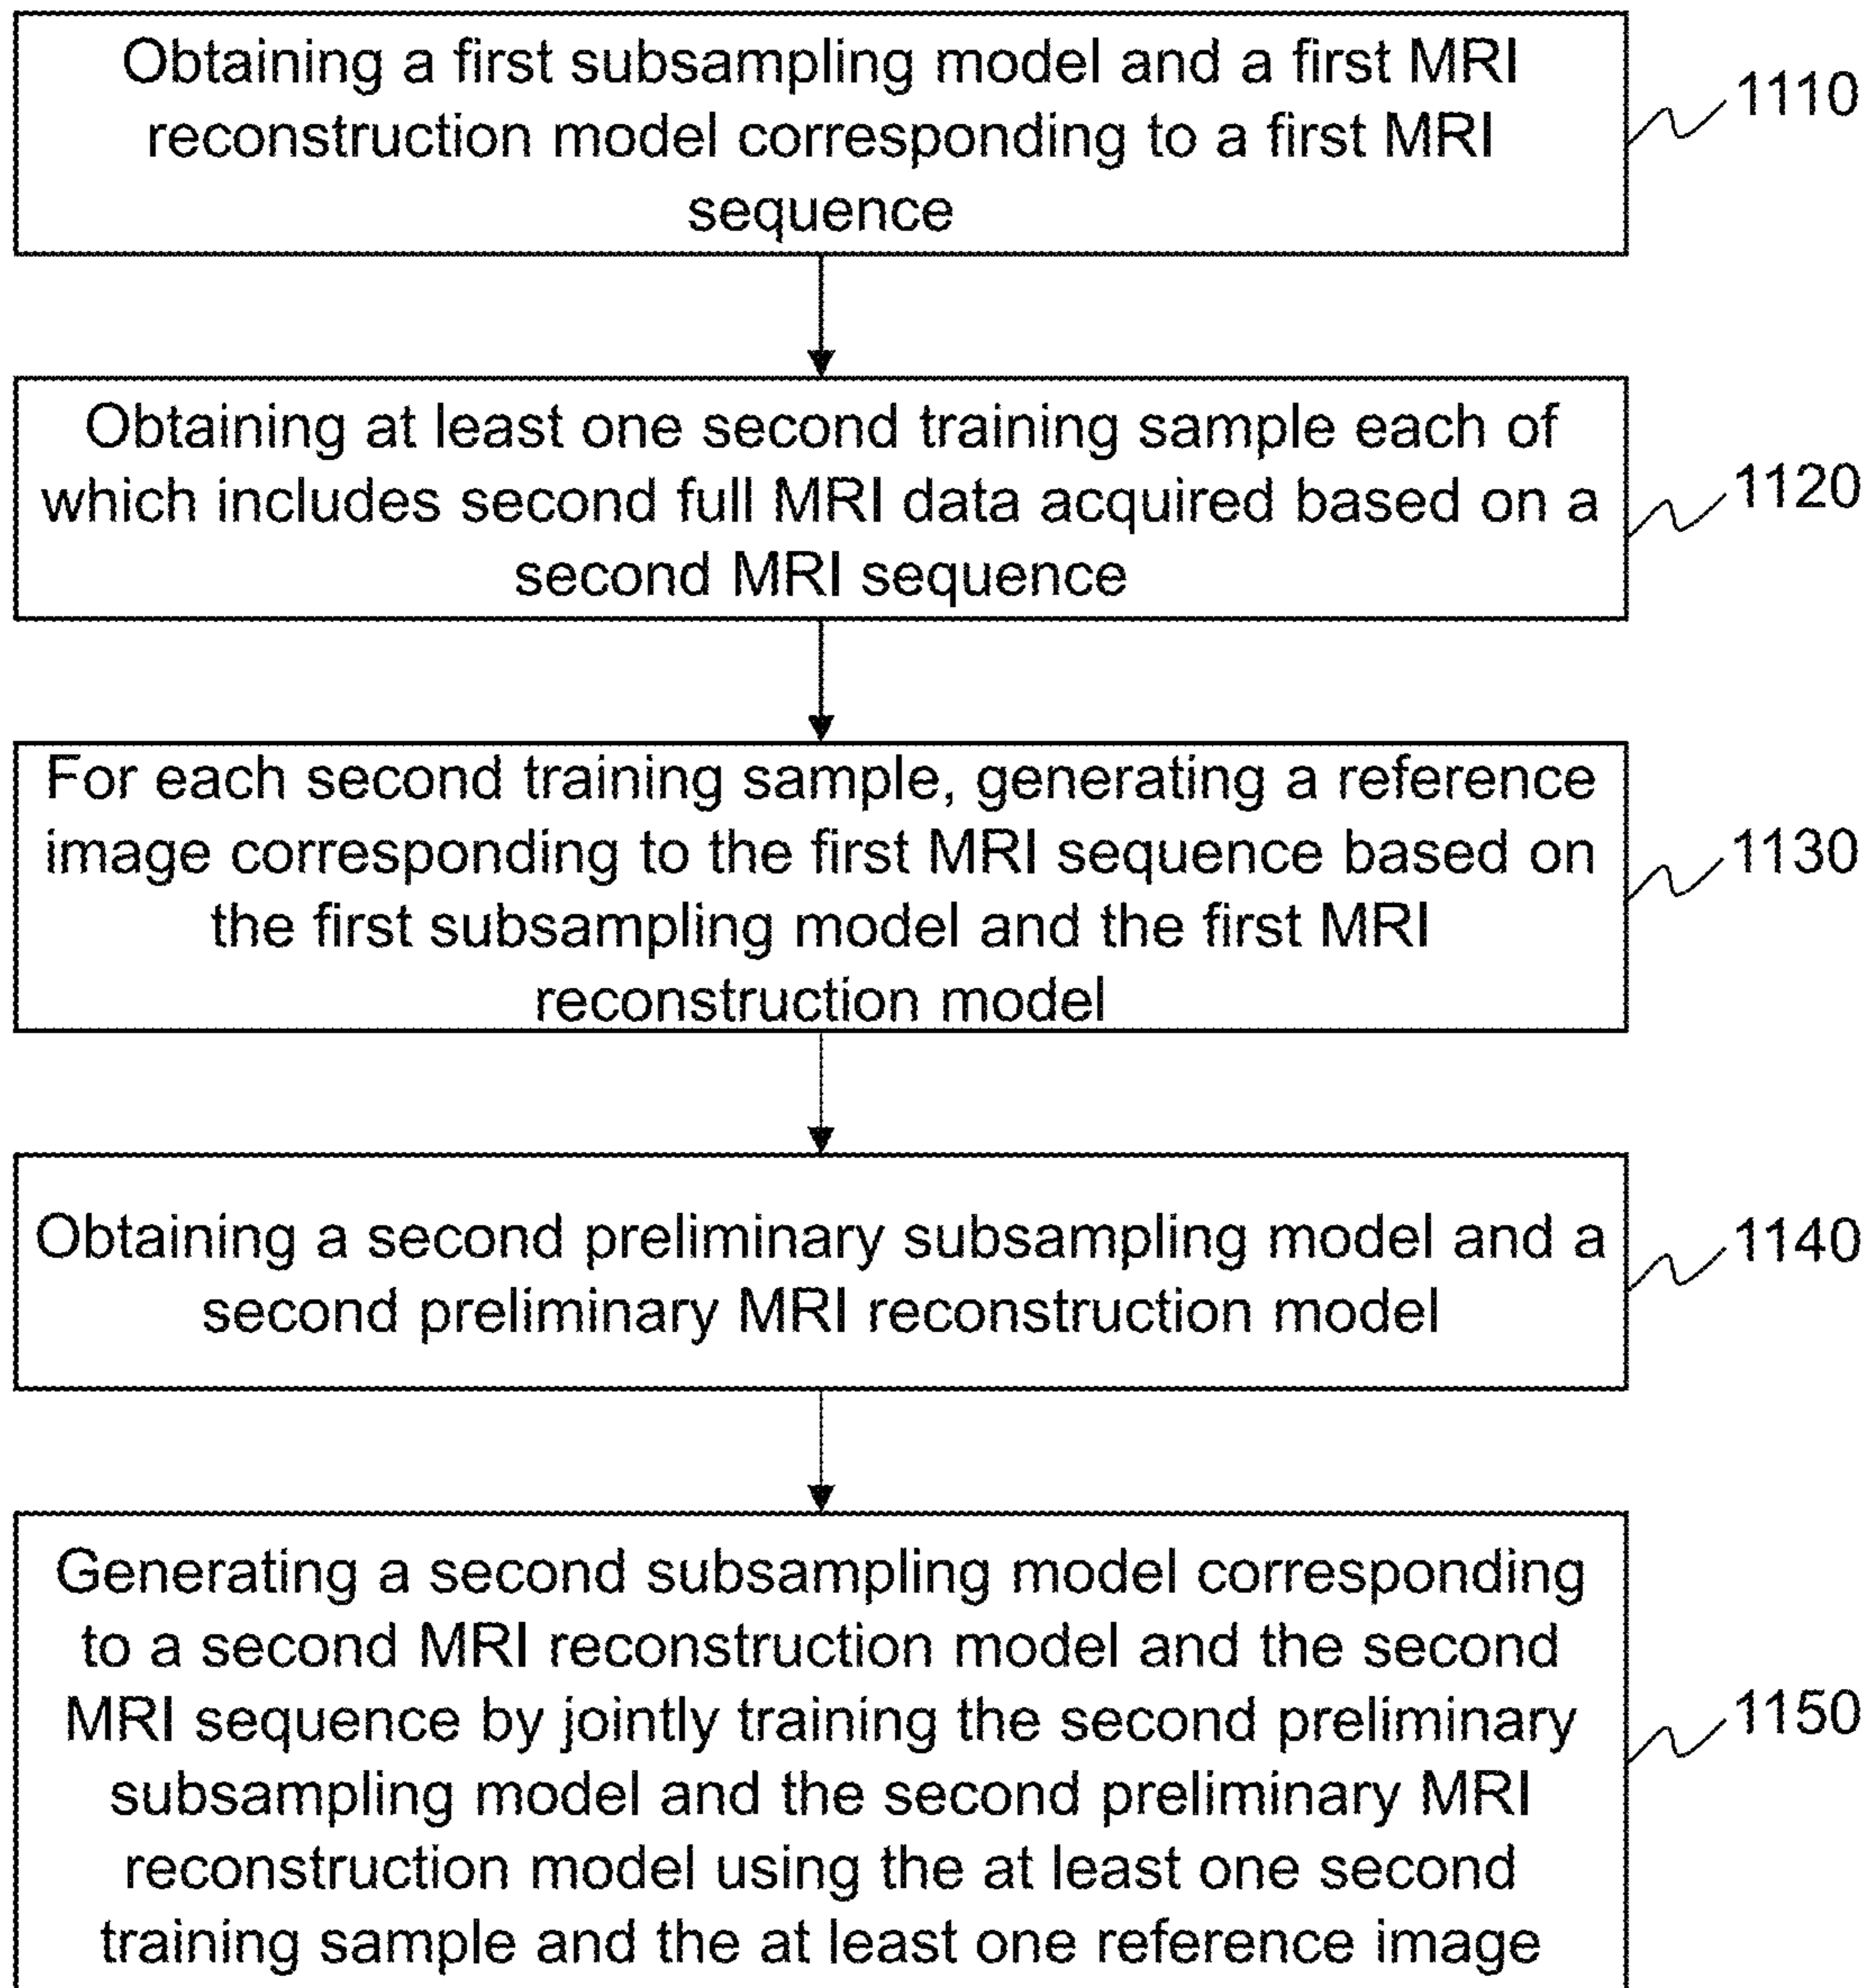 Obtaining a first subsampling model and a first MRI
reconstruction model corresponding to a first MRI
sequence
1110
Obtaining at least one second training sample each of
which includes second full MRI data acquired based on a
second MRI sequence
1120
For each second training sample, generating a reference
image corresponding to the first MRI sequence based on
the first subsampling model and the first MRI
reconstruction model
1130
Obtaining a second preliminary subsampling model and a
second preliminary MRI reconstruction model
1140
Generating a second subsampling model corresponding
to a second MRI reconstruction model and the second
MRI sequence by jointly training the second preliminary
subsampling model and the second preliminary MRI
reconstruction model using the at least one second
training sample and the at least one reference image
1150